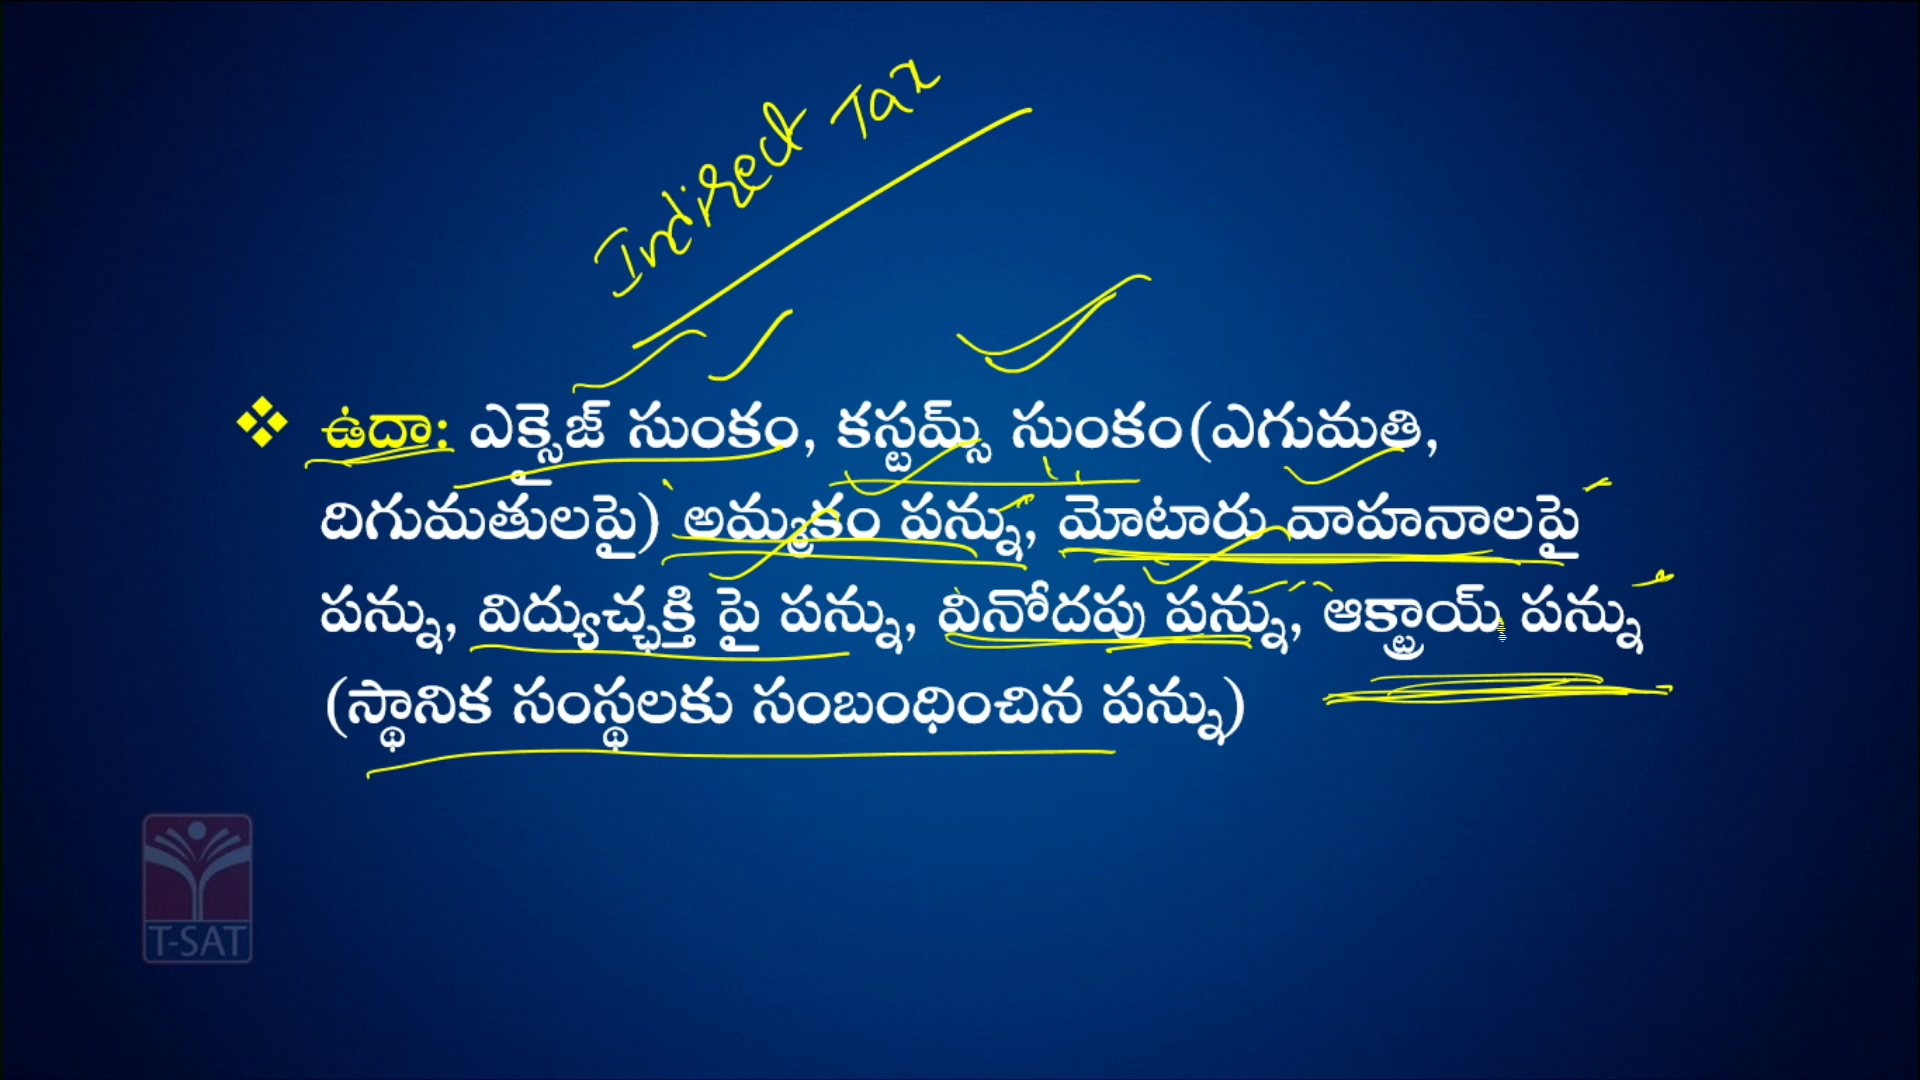 Indirect Tax
ఉదా: ఎక్సైజ్ సుంకం, కస్టమ్స్ సుంకం(ఎగుమతి,
దిగుమతులపై) అమ్మకం పన్ను, మోటారు వాహనాలపై
పన్ను, విద్యుచ్ఛక్తి పై పన్ను, వినోదపు పన్ను, ఆక్ట్రాయ్ పన్ను
(స్థానిక సంస్థలకు సంబంధించిన పన్ను)
T-SAT